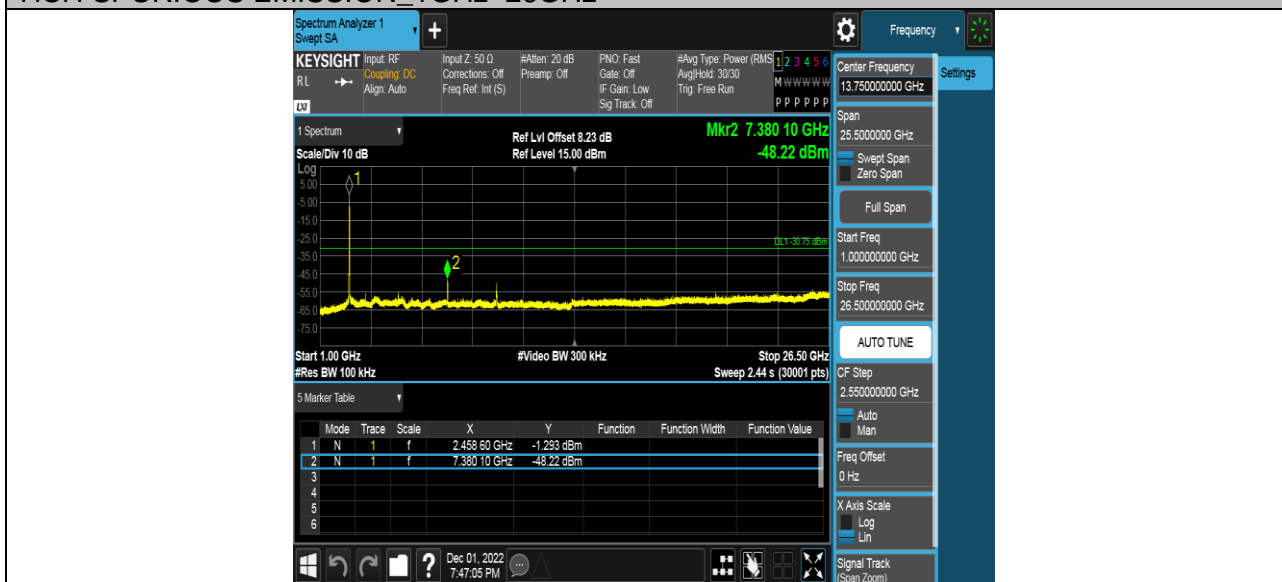 Spectrum Analyzer 1
Swept SA
+
Frequency
KEYSIGHT
RL
LXI
Input: RF
Coupling: DC
Align: Auto
Input Z: 50 Ω
Corrections: Off
Freq Ref: Int (S)
#Atten: 20 dB
Preamp: Off
PNO: Fast
Gate: Off
IF Gain: Low
Sig Track: Off
#Avg Type: Power (RMS
Avg|Hold: 30/30
Trig: Free Run
1 2 3 4 5 6
M W W W W W
P P P P P P
1 Spectrum
Scale/Div 10 dB
Ref Lvl Offset 8.23 dB
Ref Level 15.00 dBm
Mkr2 7.380 10 GHz
-48.22 dBm
Log
5.00
-5.00
-15.0
-25.0
-35.0
-45.0
-55.0
-65.0
-75.0
1
2
DL1 -30.75 dBm
Start 1.00 GHz
#Video BW 300 kHz
Stop 26.50 GHz
#Res BW 100 kHz
Sweep 2.44 s (30001 pts)
5 Marker Table
Mode Trace Scale X Y Function Function Width Function Value
1 N 1 f 2.458 60 GHz -1.293 dBm
2 N 1 f 7.380 10 GHz -48.22 dBm
3
4
5
6
?
Dec 01, 2022
7:47:05 PM
Center Frequency
13.750000000 GHz
Settings
Span
25.5000000 GHz
Swept Span
Zero Span
Full Span
Start Freq
1.000000000 GHz
Stop Freq
26.500000000 GHz
AUTO TUNE
CF Step
2.550000000 GHz
Auto
Man
Freq Offset
0 Hz
X Axis Scale
Log
Lin
Signal Track
(Span Zoom)